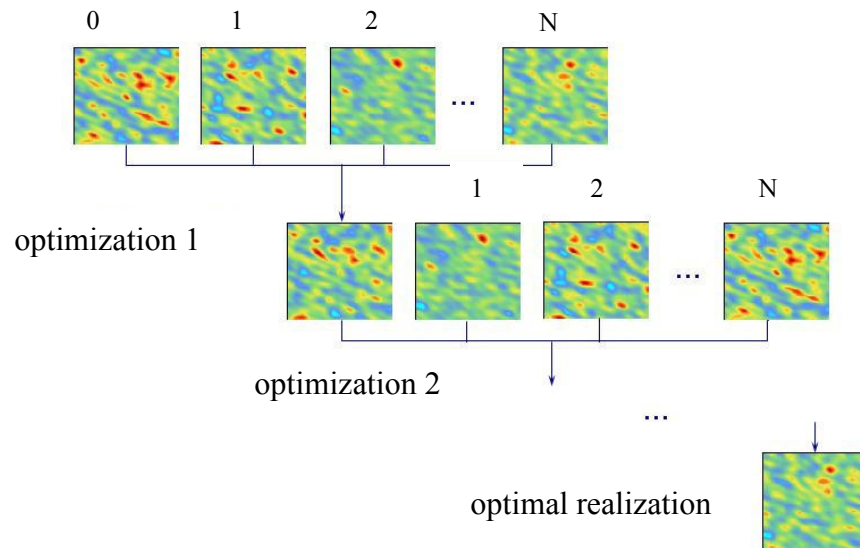 0 1 2 N
...
1 2 N
optimization 1
...
optimization 2
...
optimal realization